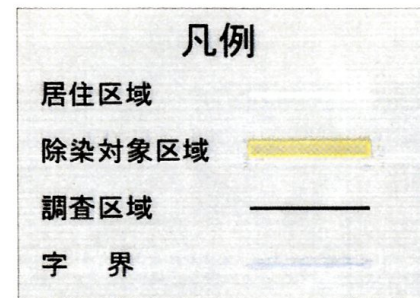 凡例
居住区域
除染対象区域
調査区域
字　界